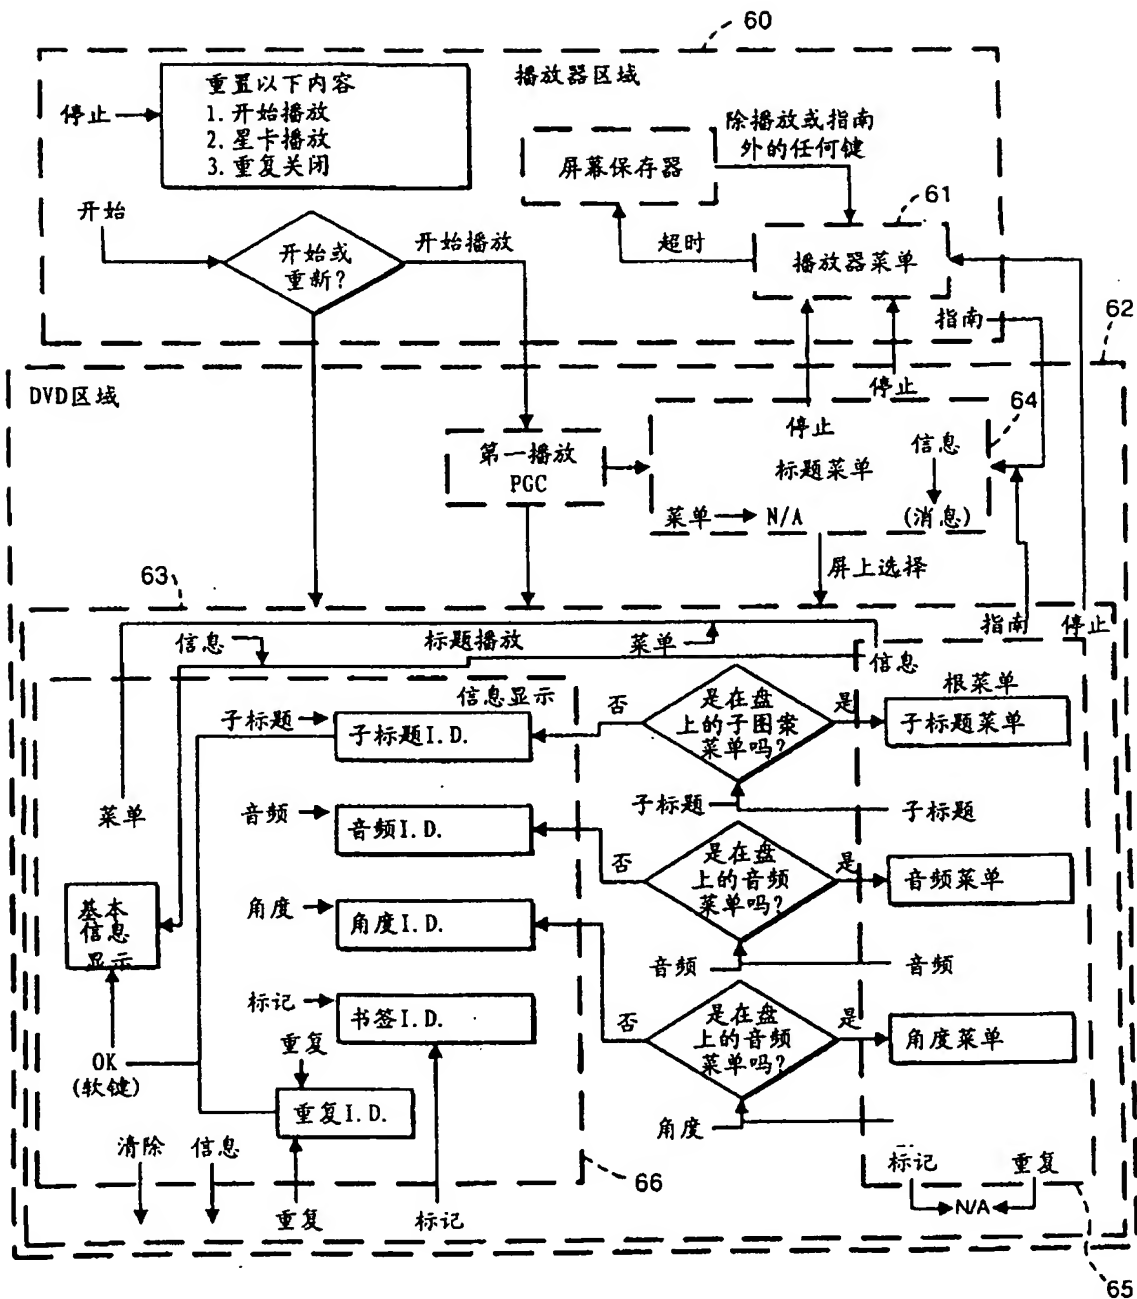 60
播放器区域
停止
重置以下内容
1. 开始播放
2. 星卡播放
3. 重复关闭
屏幕保存器
除播放或指南
外的任何键
61
开始
开始或
重新?
开始播放
超时
播放器菜单
指南
62
DVD区域
停止
64
停止
第一播放
PGC
标题菜单
信息
菜单
N/A
(消息)
屏上选择
63
信息
标题播放
菜单
指南
停止
信息
信息显示
子标题
子标题I.D.
否
是在盘
上的子图案
菜单吗?
是
根菜单
子标题菜单
菜单
子标题
子标题
音频
音频I.D.
否
是在盘
上的音频
菜单吗?
是
音频菜单
基本
信息
显示
角度
角度I.D.
音频
音频
标记
书签I.D.
否
是在盘
上的音频
菜单吗?
是
角度菜单
OK
(软键)
重复
重复I.D.
角度
清除
信息
66
标记
重复
N/A
重复
标记
65